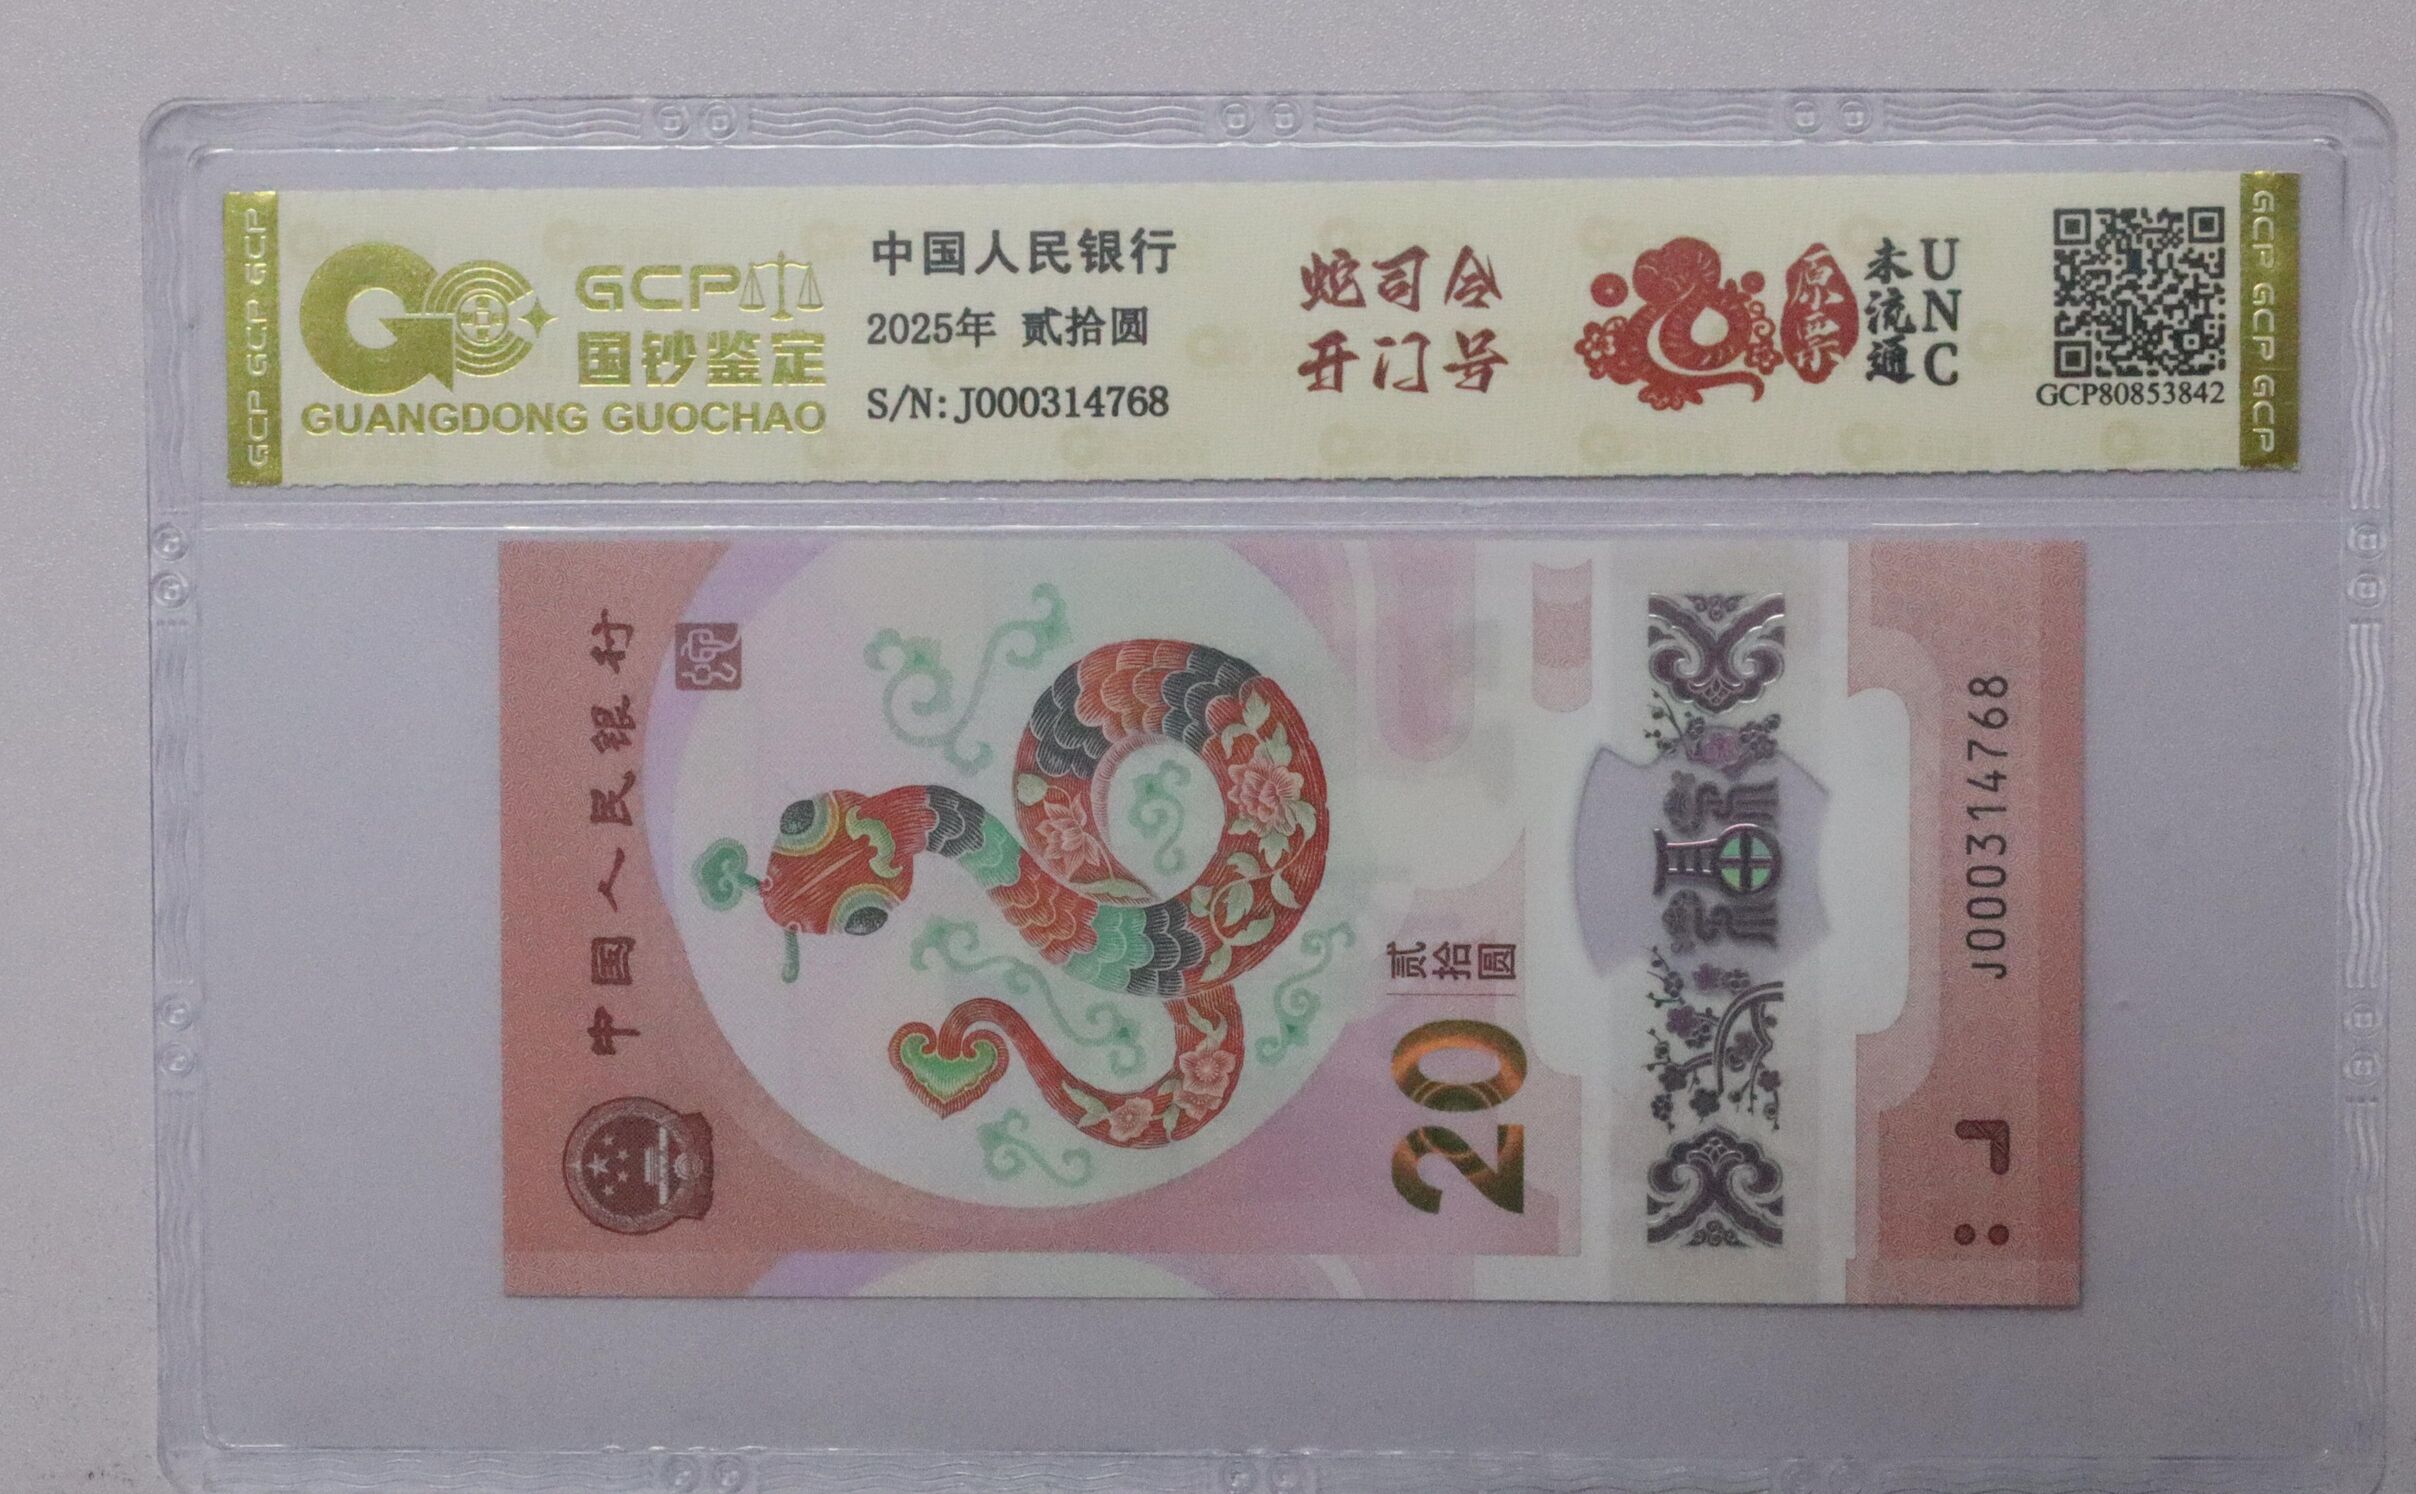 GCP GCP GCP
GCP
国钞鉴定
GUANGDONG GUOCHAO
中国人民银行
2025年 贰拾圆
S/N: J000314768
蛇司令
开门号
原票
未流通
UNC
GCP80853842
GCP GCP GCP
中国人民银行
贰拾圆
20
福
J000314768